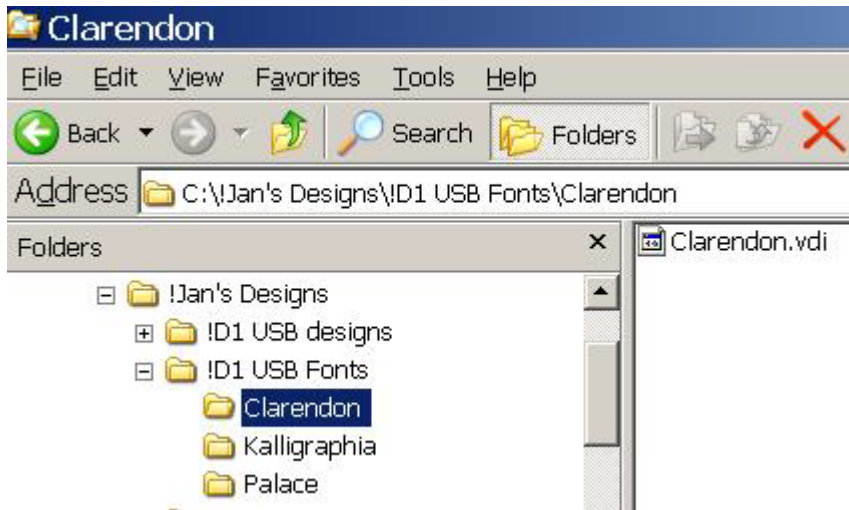 Clarendon
File Edit View Favorites Tools Help
Back Search Folders
Address C:\!Jan's Designs\!D1 USB Fonts\Clarendon
Folders
Clarendon.vdi
!Jan's Designs
!D1 USB designs
!D1 USB Fonts
Clarendon
Kalligraphia
Palace